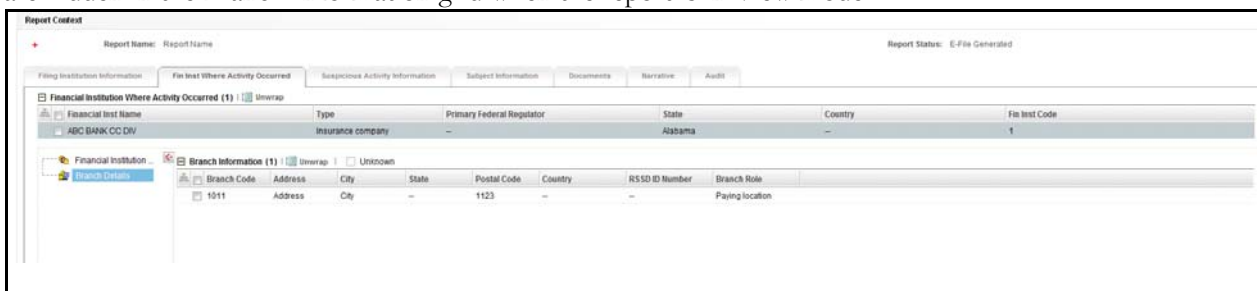 Report Context
* Report Name: Report Name Report Status: E-File Generated
Filing Institution Information Fin Inst Where Activity Occurred Suspicious Activity Information Subject Information Documents Narrative Audit
Financial Institution Where Activity Occurred (1) | Unwrap
Financial Inst Name Type Primary Federal Regulator State Country Fin Inst Code
ABC BANK CC DIV Insurance company -- Alabama -- 1
Financial Institution ...
Branch Details
Branch Information (1) | Unwrap | Unknown
Branch Code Address City State Postal Code Country RSSD ID Number Branch Role
1011 Address City -- 1123 -- -- Paying location